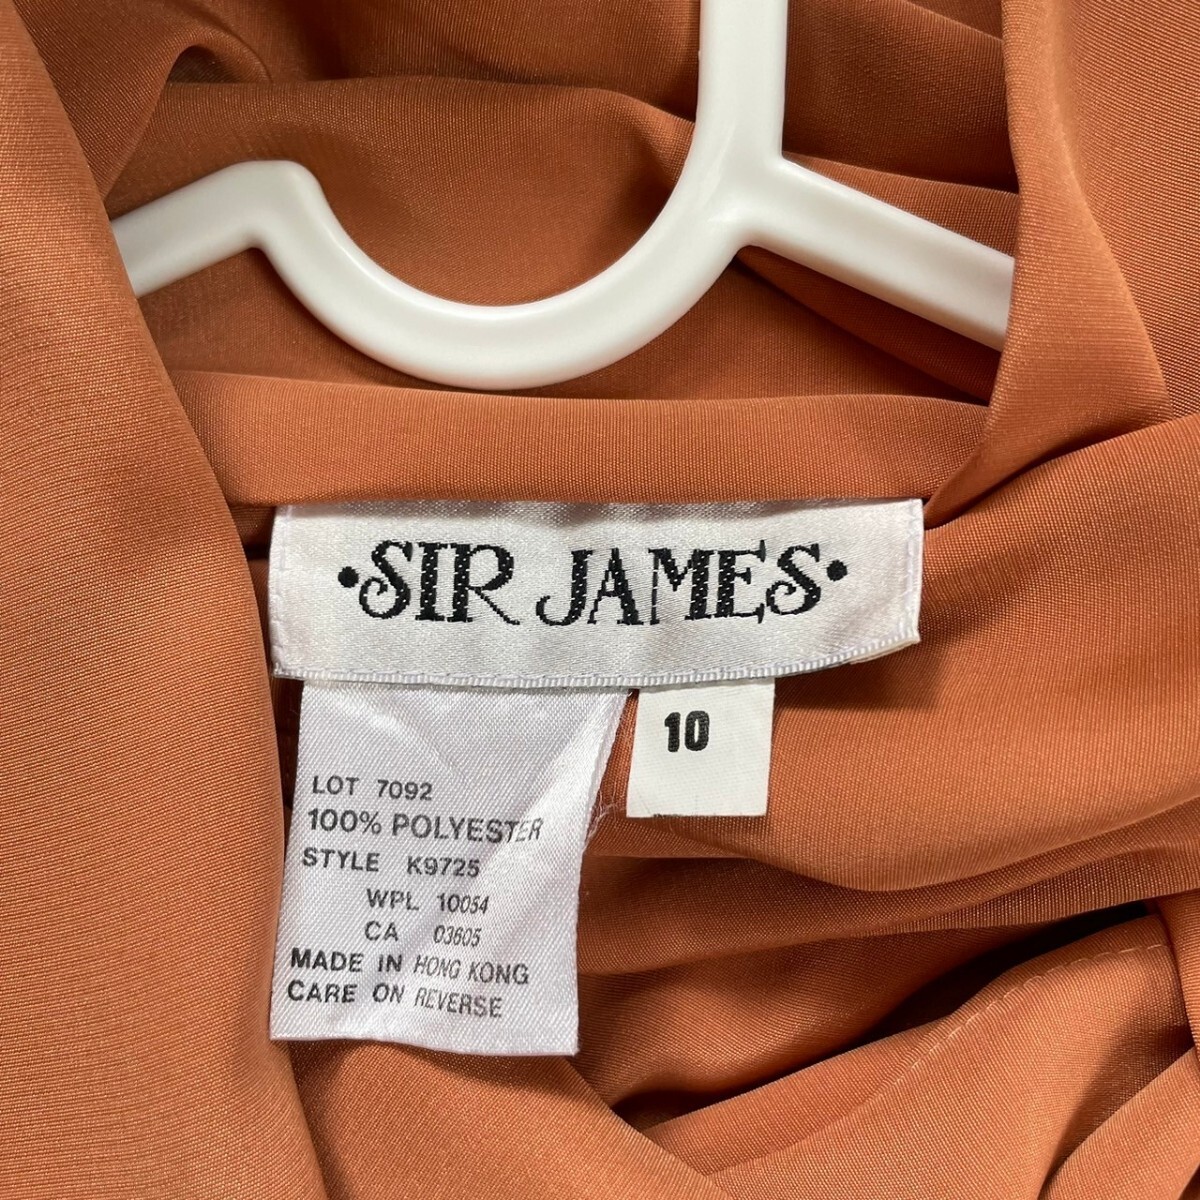 •SIR JAMES•
10
LOT 7092
100% POLYESTER
STYLE K9725
WPL 10054
CA 03605
MADE IN HONG KONG
CARE ON REVERSE